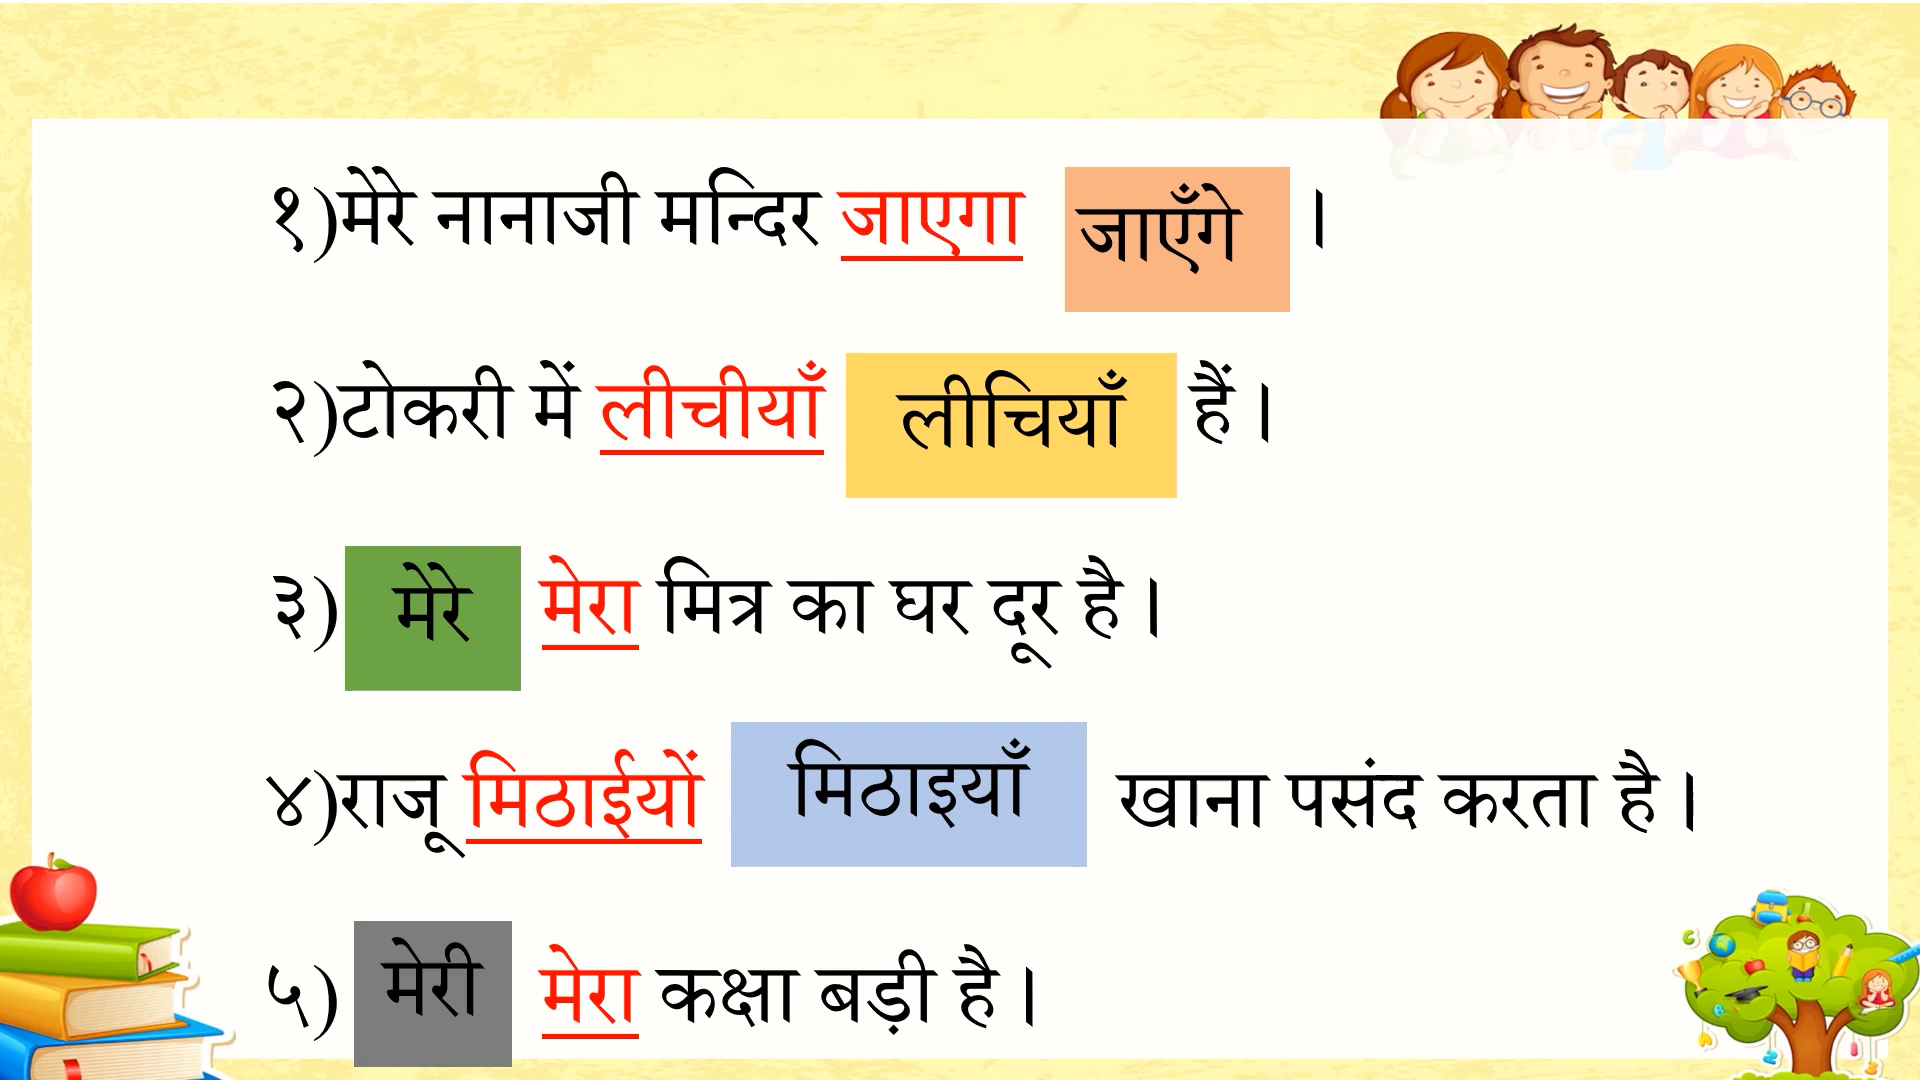 १)मेरे नानाजी मन्दिर जाएगा जाएँगे ।
२)टोकरी में लीचीयाँ लीचियाँ हैं।
३) मेरे मेरा मित्र का घर दूर है।
४)राजू मिठाईयों मिठाइयाँ खाना पसंद करता है।
५) मेरी मेरा कक्षा बड़ी है।